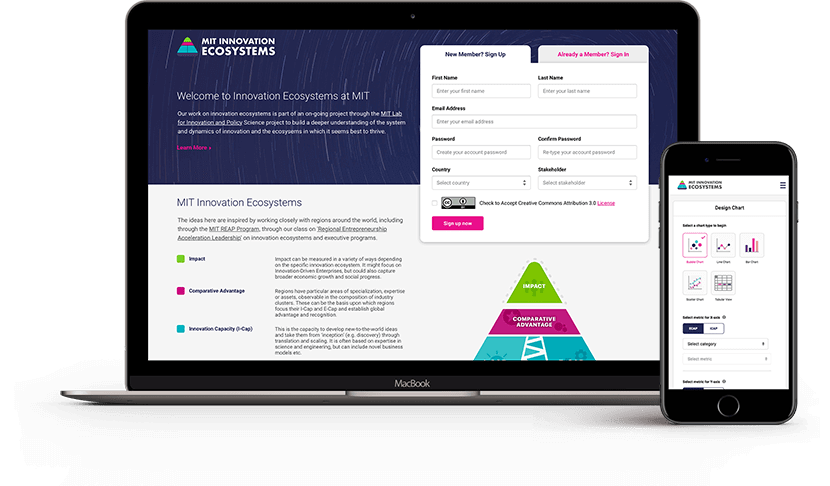 MIT INNOVATION
ECOSYSTEMS
New Member? Sign Up
Already a Member? Sign In
Welcome to Innovation Ecosystems at MIT
Our work on innovation ecosystems is part of an on-going project through the MIT Lab
for Innovation and Policy Science project to build a deeper understanding of the system
and dynamics of innovation and the ecosysems in which it seems best to thrive.
Learn More >
First Name
Last Name
Enter your first name
Enter your last name
Email Address
Enter your email address
Password
Confirm Password
Create your account password
Re-type your account password
Country
Stakeholder
Select country
Select stakeholder
cc
BY
Check to Accept Creative Commons Attribution 3.0 License
Sign up now
MIT Innovation Ecosystems
The ideas here are inspired by working closely with regions around the world, including
through the MIT REAP Program, through our class on 'Regional Entrepreneurship
Acceleration Leadership' on innovation ecosystems and executive programs.
Impact
Impact can be measured in a variety of ways depending
on the specific innovation ecosystem. It might focus on
Innovation-Driven Enterprises, but could also capture
broader economic growth and social progress.
Comparative Advantage
Regions have particular areas of specialization, expertise
or assets, observable in the composition of industry
clusters. These can be the basis upon which regions
focus their I-Cap and E-Cap and establish global
advantage and recognition.
Innovation Capacity (I-Cap)
This is the capacity to develop new-to-the-world ideas
and take them from 'inception' (e.g. discovery) through
translation and scaling. It is often based on expertise in
science and engineering, but can include novel business
models etc.
IMPACT
COMPARATIVE
ADVANTAGE
MacBook
MIT INNOVATION
ECOSYSTEMS
Design Chart
Select a chart type to begin
Bubble Chart
Line Chart
Bar Chart
Scatter Chart
Tabular View
Select metric for X-axis
REAP
ICAP
Select category
Select metric
Select metric for Y-axis